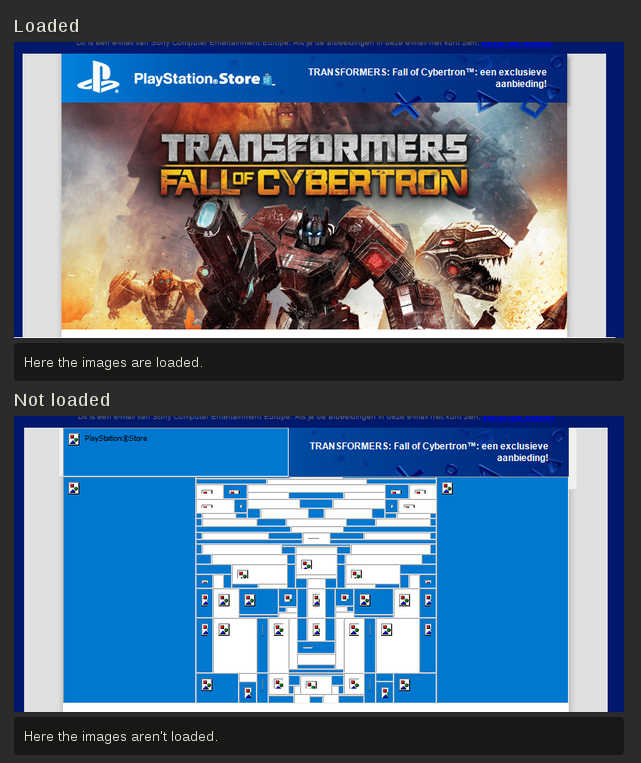 Loaded
Dit is een e-mail van Sony Computer Entertainment Europe. Als je de afbeeldingen in deze e-mail niet kunt zien,
PlayStation®Store
TRANSFORMERS: Fall of Cybertron™: een exclusieve
aanbieding!
TRANSFORMERS
FALL OF CYBERTRON
Here the images are loaded.
Not loaded
Dit is een e-mail van Sony Computer Entertainment Europe. Als je de afbeeldingen in deze e-mail niet kunt zien,
PlayStation®Store
TRANSFORMERS: Fall of Cybertron™: een exclusieve
aanbieding!
Here the images aren't loaded.